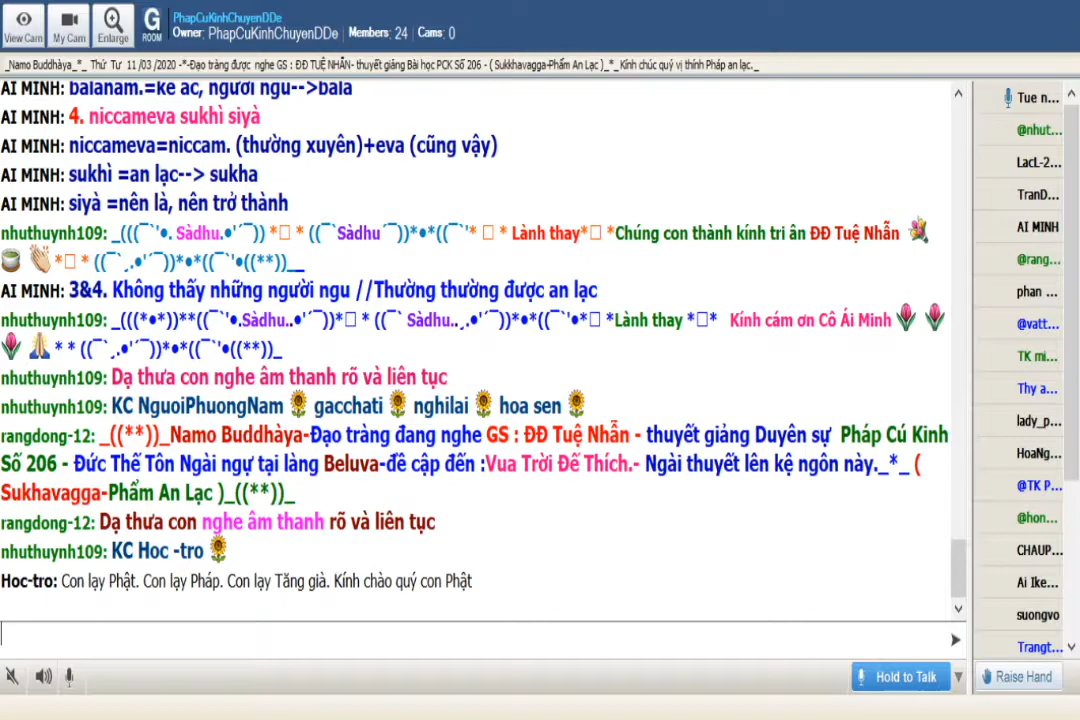 View Cam
My Cam
Enlarge
G
ROOM
PhapCuKinhChuyenDDe
Owner: PhapCuKinhChuyenDDe Members: 24 Cams: 0
_Namo Buddhàya_*_ Thứ Tư 11 /03 /2020 -*-Đạo tràng được nghe GS : ĐĐ TUỆ NHẪN- thuyết giảng Bài học PCK Số 206 - ( Sukkhavagga-Phẩm An Lạc )_*_Kính chúc quý vị thính Pháp an lạc._
AI MINH: bàlànam.=kẻ ác, người ngu-->bàla
AI MINH: 4. niccameva sukhì siyà
AI MINH: niccameva=niccam. (thường xuyên)+eva (cũng vậy)
AI MINH: sukhì =an lạc--> sukha
AI MINH: siyà =nên là, nên trở thành
nhuthuynh109: _(((¯`'•. Sàdhu.•'´¯)) *□ * ((¯`Sàdhu´¯))*•*((¯`'* □ * Lành thay*□ *Chúng con thành kính tri ân ĐĐ Tuệ Nhẫn
*□ * ((¯`¸.•'´¯))*•*((¯`'•((**))_ _
AI MINH: 3&4. Không thấy những người ngu //Thường thường được an lạc
nhuthuynh109: _(((*•*))**((¯`'•.Sàdhu..•'´¯))*□ * ((¯` Sàdhu..¸.•'´¯))*•*((¯`'•*□ *Lành thay *□* Kính cám ơn Cô Ái Minh
* * ((¯`¸.•'´¯))*•*((¯`'•((**))_
nhuthuynh109: Dạ thưa con nghe âm thanh rõ và liên tục
nhuthuynh109: KC NguoiPhuongNam gacchati nghilai hoa sen
rangdong-12: _((**))_Namo Buddhàya-Đạo tràng đang nghe GS : ĐĐ Tuệ Nhẫn - thuyết giảng Duyên sự Pháp Cú Kinh
Số 206 - Đức Thế Tôn Ngài ngự tại làng Beluva-đề cập đến :Vua Trời Đế Thích.- Ngài thuyết lên kệ ngôn này._*_ (
Sukhavagga-Phẩm An Lạc )_((**))_
rangdong-12: Dạ thưa con nghe âm thanh rõ và liên tục
nhuthuynh109: KC Hoc -tro
Hoc-tro: Con lạy Phật. Con lạy Pháp. Con lạy Tăng già. Kính chào quý con Phật
Hold to Talk
Tue n...
@nhut...
LacL-2...
TranD...
AI MINH
@rang...
phan ...
@vatt...
TK mi...
Thy a...
lady_p...
HoaNg...
@TK P...
@hon...
CHAUP...
Ai Ike...
suongvo
Trangt...
Raise Hand